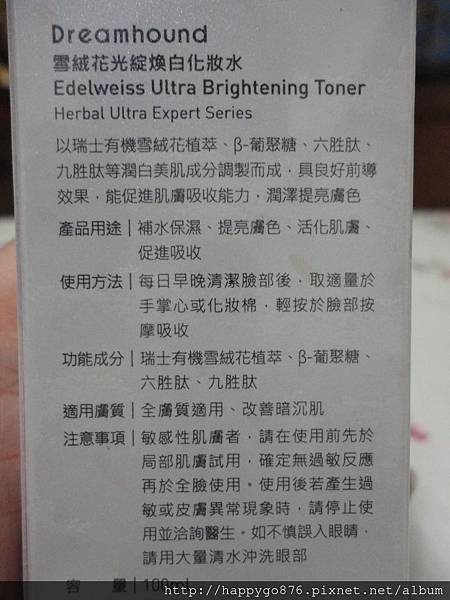 Dreamhound
雪絨花光綻煥白化妝水
Edelweiss Ultra Brightening Toner
Herbal Ultra Expert Series
以瑞士有機雪絨花植萃、β-葡聚糖、六胜肽、
九胜肽等潤白美肌成分調製而成，具良好前導
效果，能促進肌膚吸收能力，潤澤提亮膚色
產品用途｜補水保濕、提亮膚色、活化肌膚、
促進吸收
使用方法｜每日早晚清潔臉部後，取適量於
手掌心或化妝棉，輕按於臉部按
摩吸收
功能成分｜瑞士有機雪絨花植萃、β-葡聚糖、
六胜肽、九胜肽
適用膚質｜全膚質適用、改善暗沉肌
注意事項｜敏感性肌膚者，請在使用前先於
局部肌膚試用，確定無過敏反應
再於全臉使用。使用後若產生過
敏或皮膚異常現象時，請停止使
用並洽詢醫生。如不慎誤入眼睛，
請用大量清水沖洗眼部
容　量｜100ml
http://happygo876.pixnet.net/album